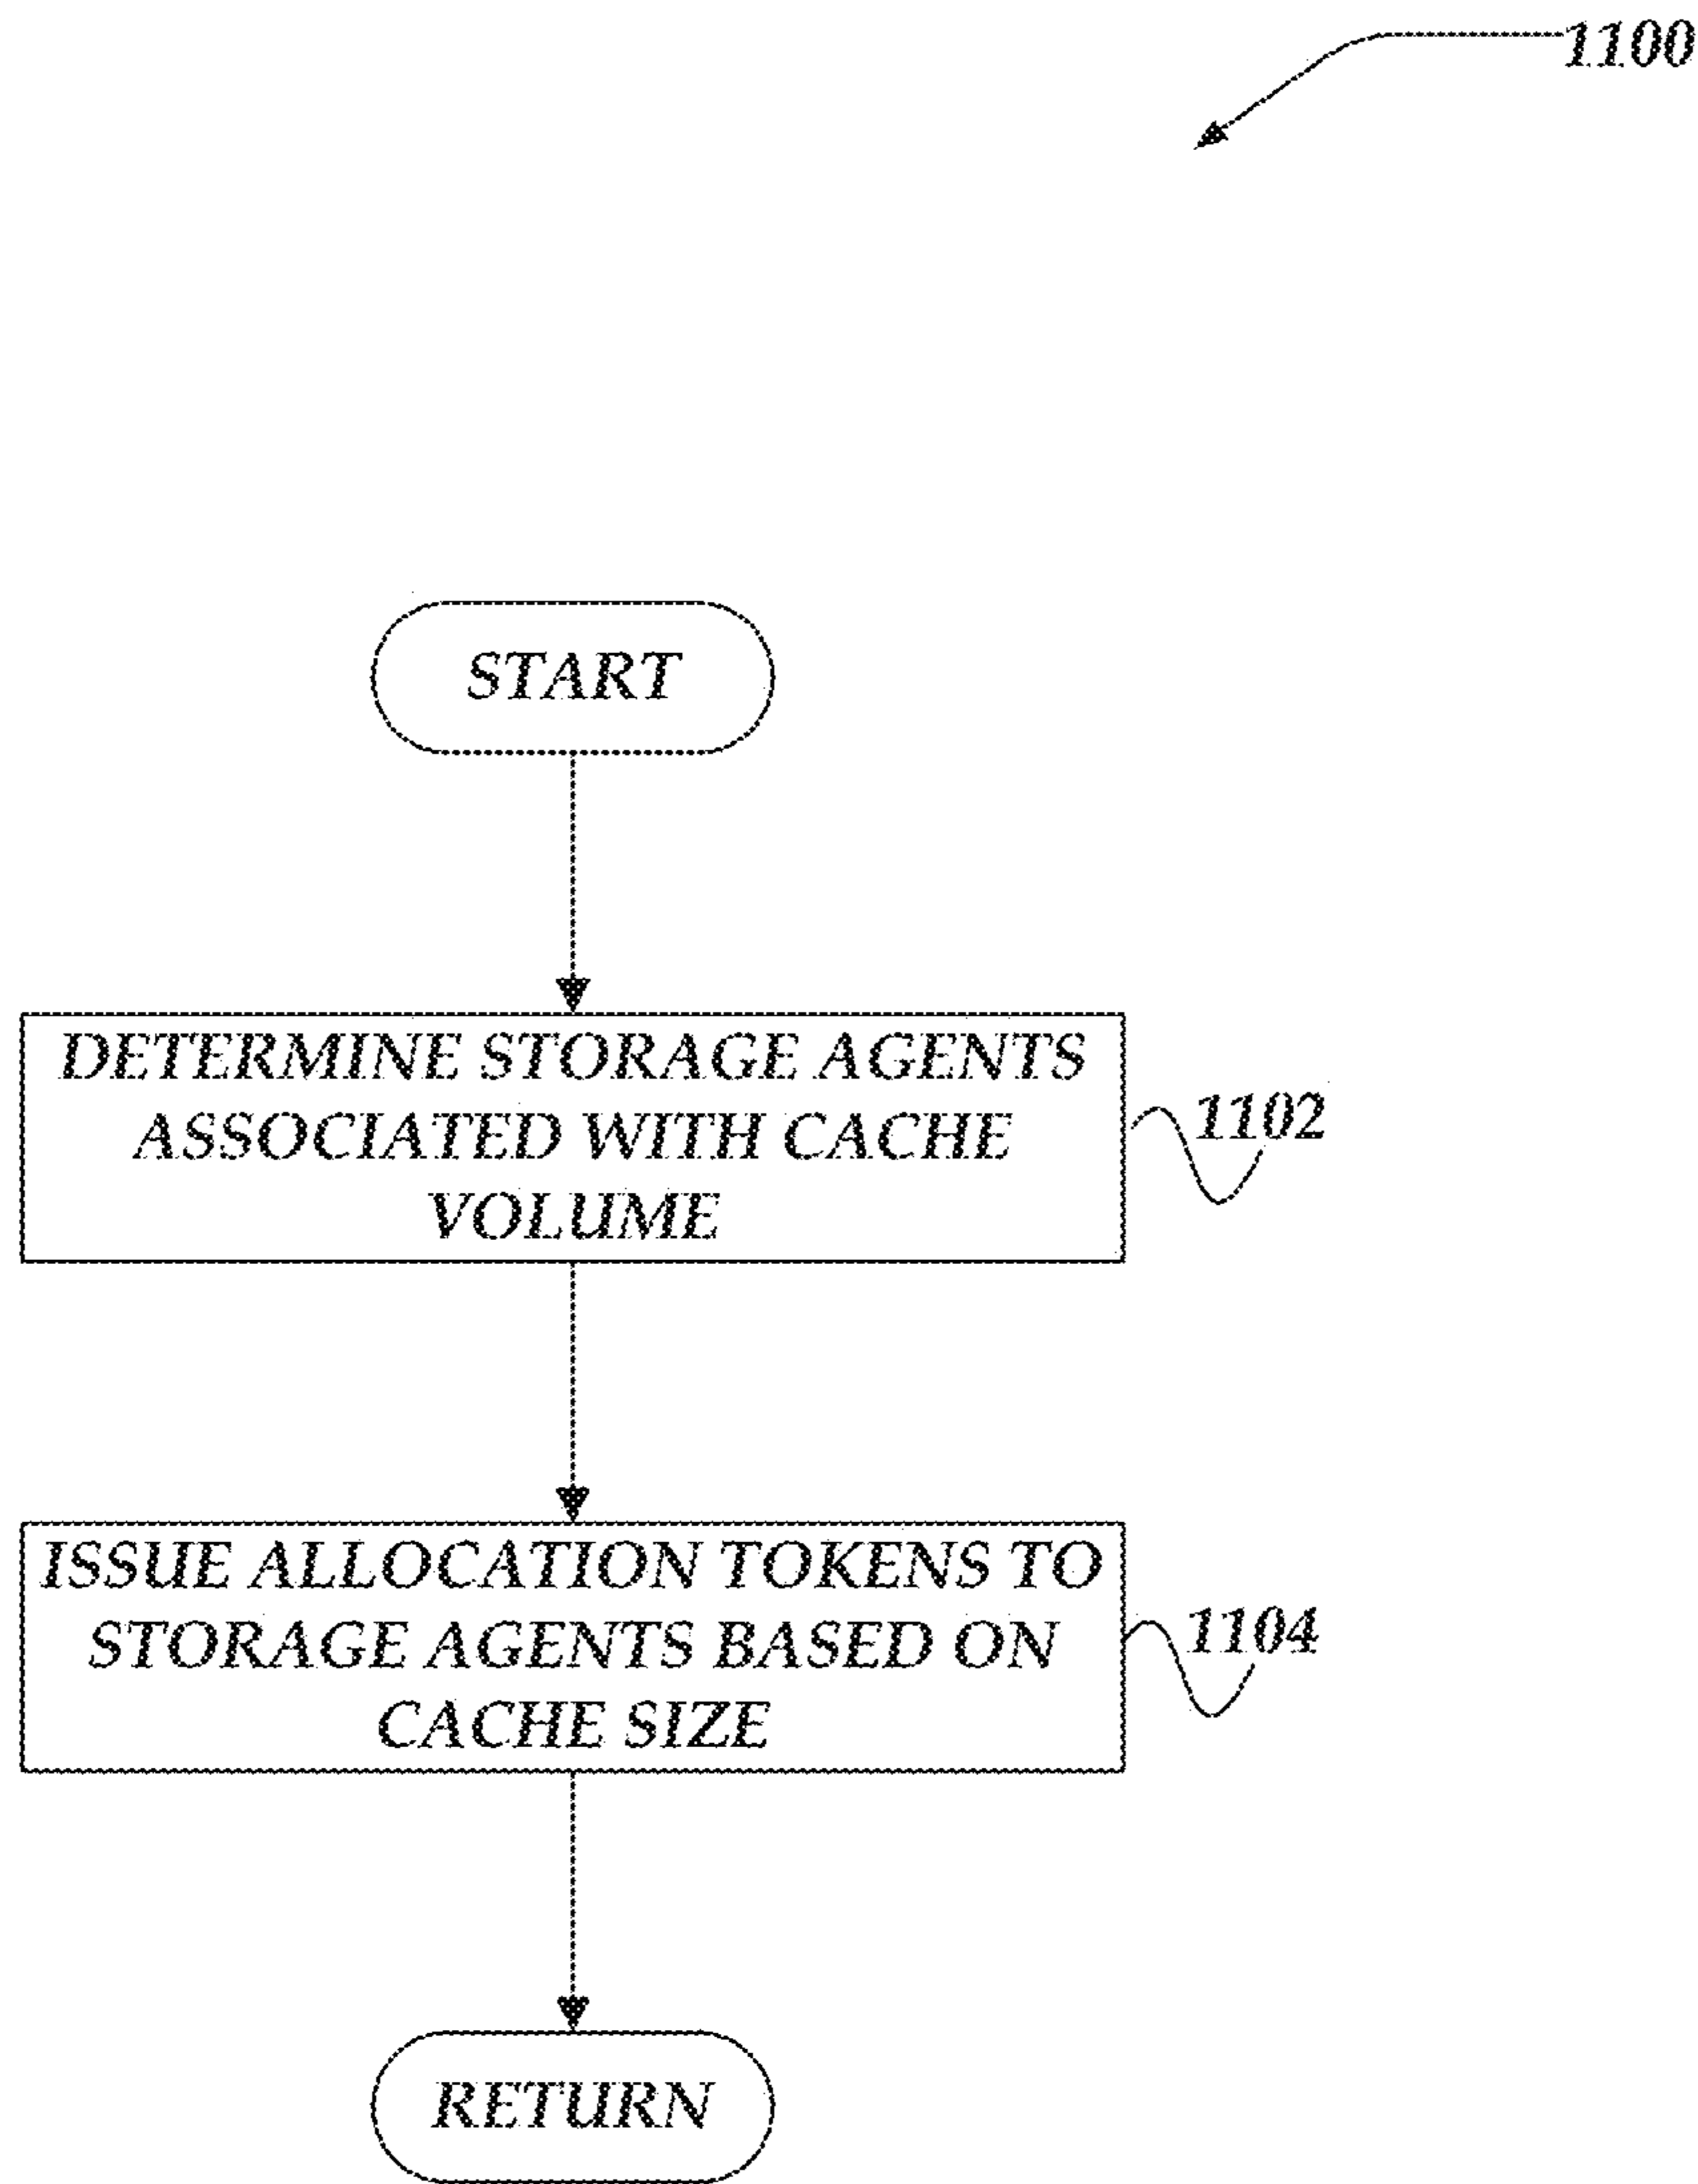 1100
START
DETERMINE STORAGE AGENTS
ASSOCIATED WITH CACHE
VOLUME
1102
ISSUE ALLOCATION TOKENS TO
STORAGE AGENTS BASED ON
CACHE SIZE
1104
RETURN